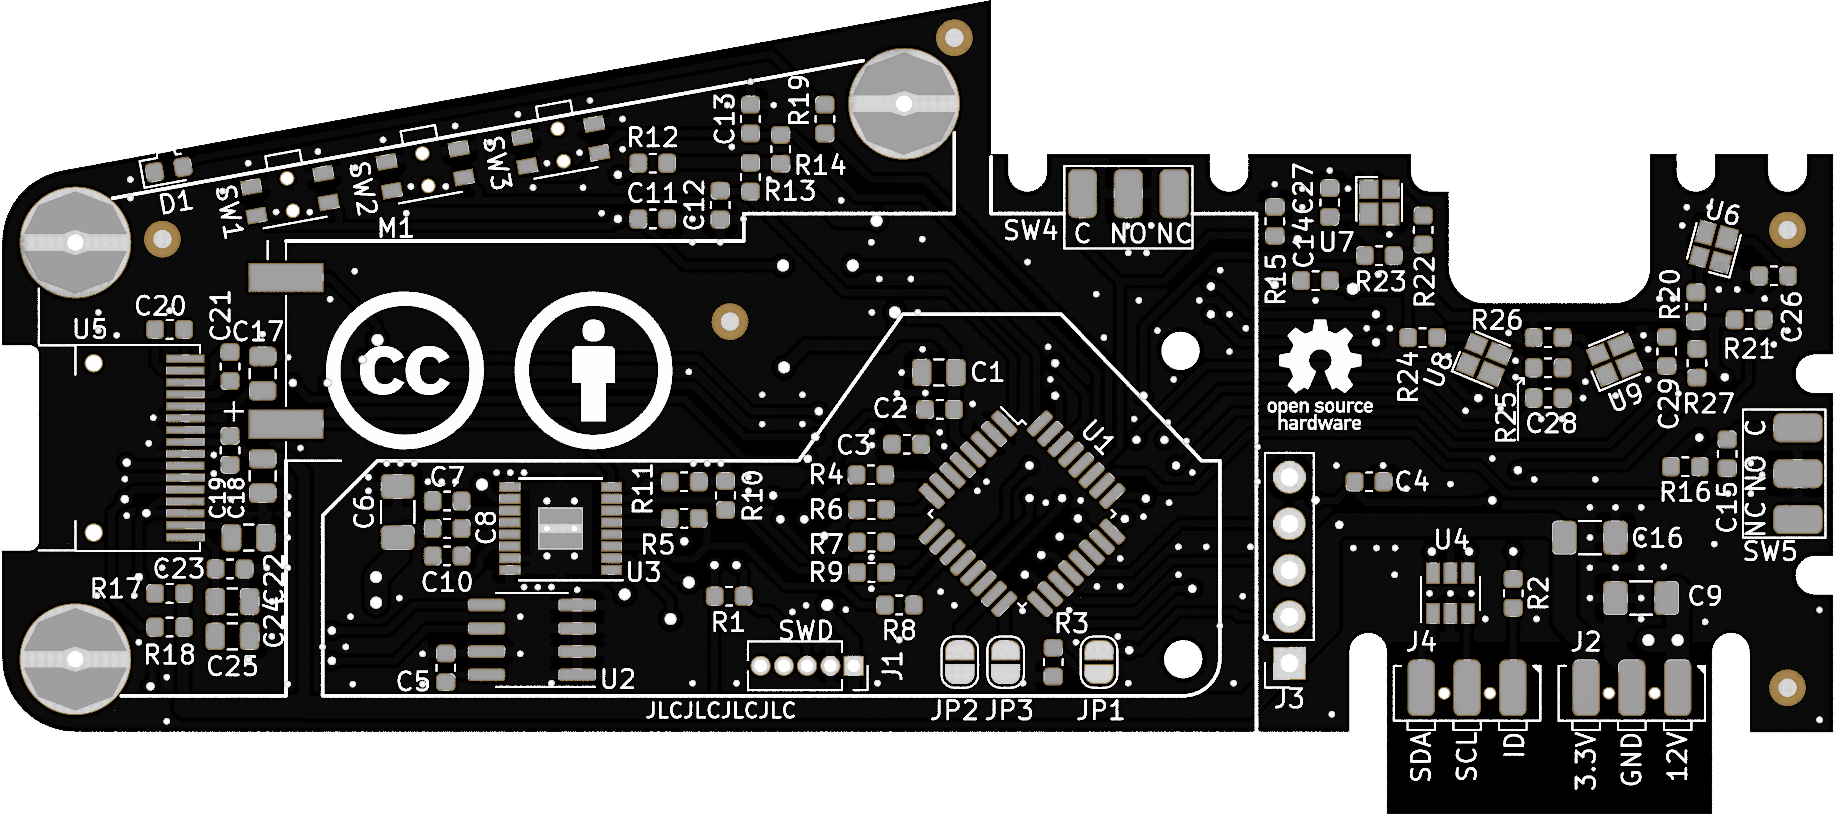 R19
C13
R12
R14
SW3
C11
C12
R13
SW2
D1
SW1
M1
SW4
C NO NC
C27
C14
U7
R15
R23
R22
U6
C20
C21
C17
U5
R20
C26
R26
R21
U8
R24
U9
C29
R27
R25
C28
CC
open source
hardware
C1
C2
C3
U1
+
C19
C18
C7
C6
C8
R11
R10
R4
R6
R5
R7
R9
C10
U3
C4
R16
C15
C
NO
NC
SW5
U4
C16
R2
C9
C23
C22
R17
C24
R18
C25
R1
R8
R3
SWD
J1
C5
U2
JLCJLCJLCJLC
JP2
JP3
JP1
J3
J4
J2
SDA
SCL
ID
3.3V
GND
12V